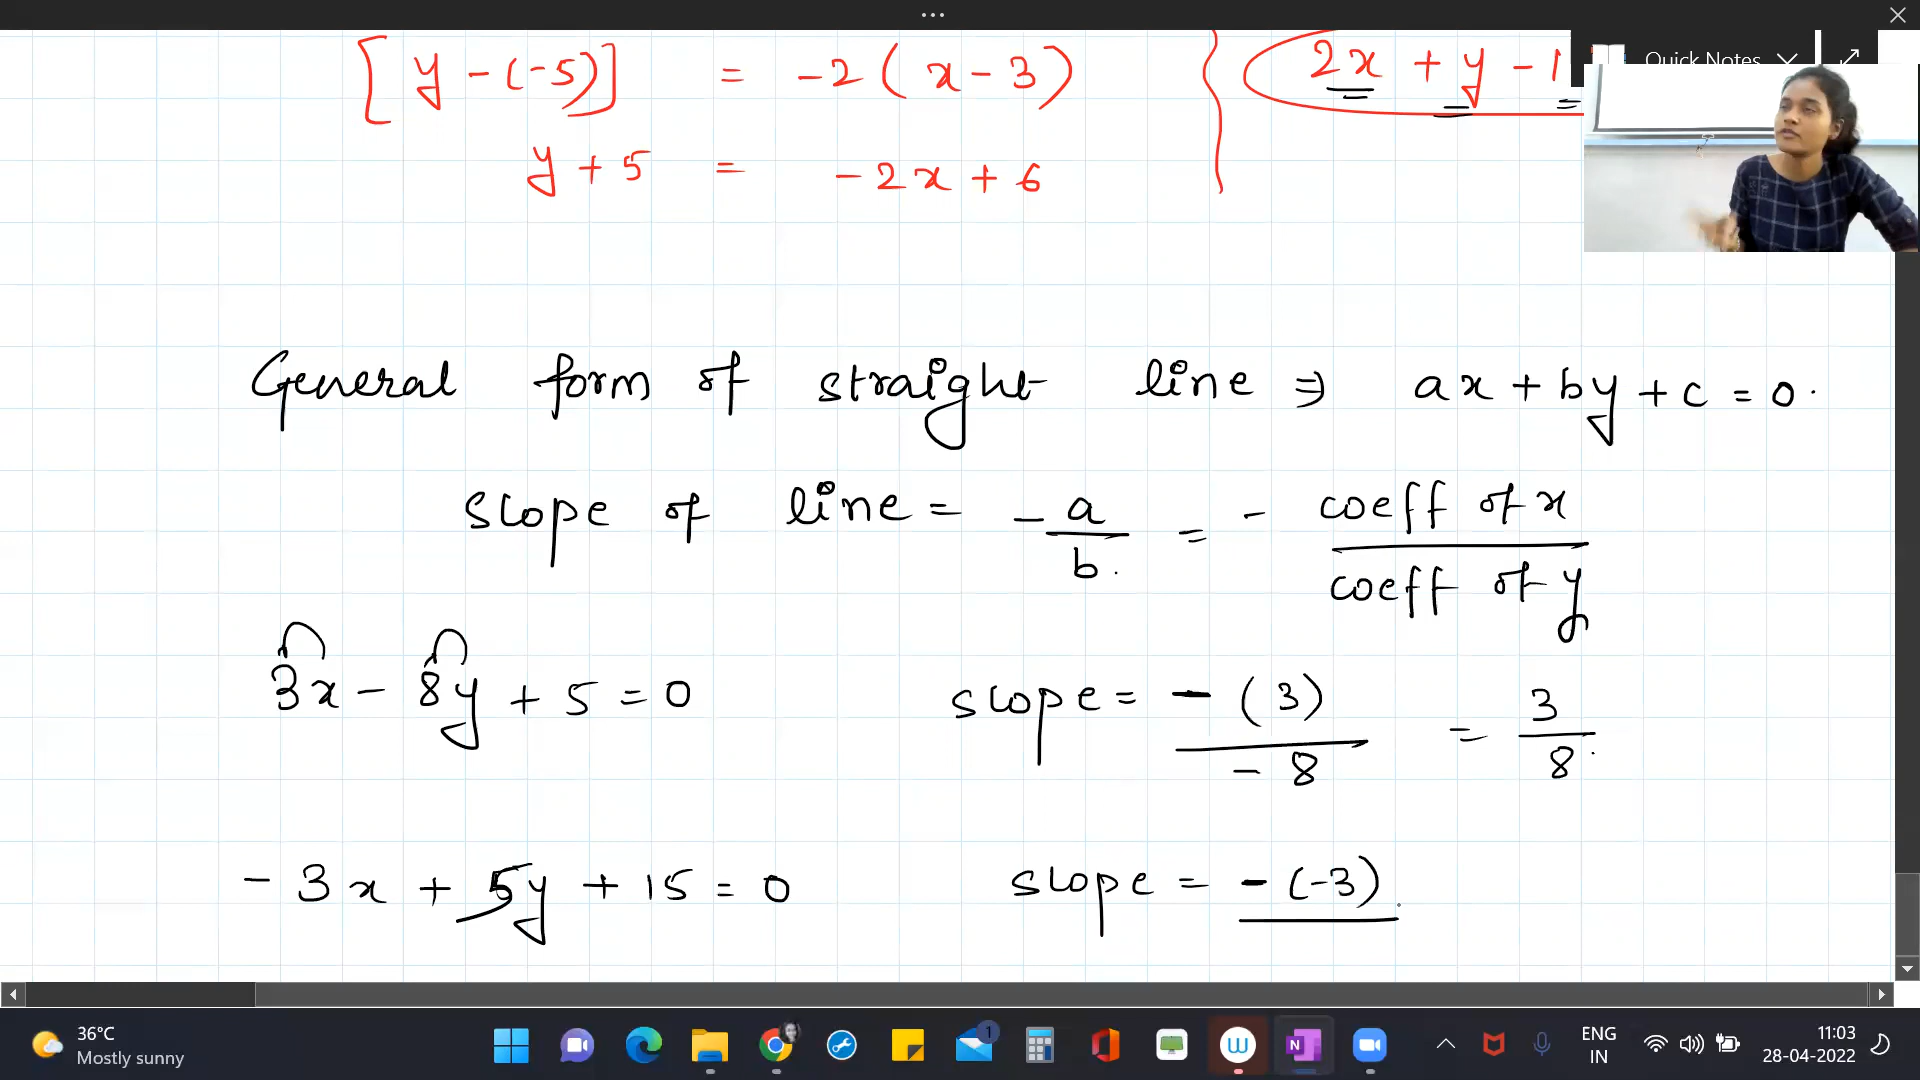 [y - (-5)] = -2(x - 3)
2x + y - 1
Quick Notes
y + 5 = -2x + 6
General form of straight line ⇒ ax + by + c = 0.
slope of line = -a/b. = - coeff of x / coeff of y
3x - 8y + 5 = 0 slope = -(3)/-8 = 3/8.
-3x + 5y + 15 = 0 slope = -(-3)
36°C
Mostly sunny
1
ENG
IN
11:03
28-04-2022